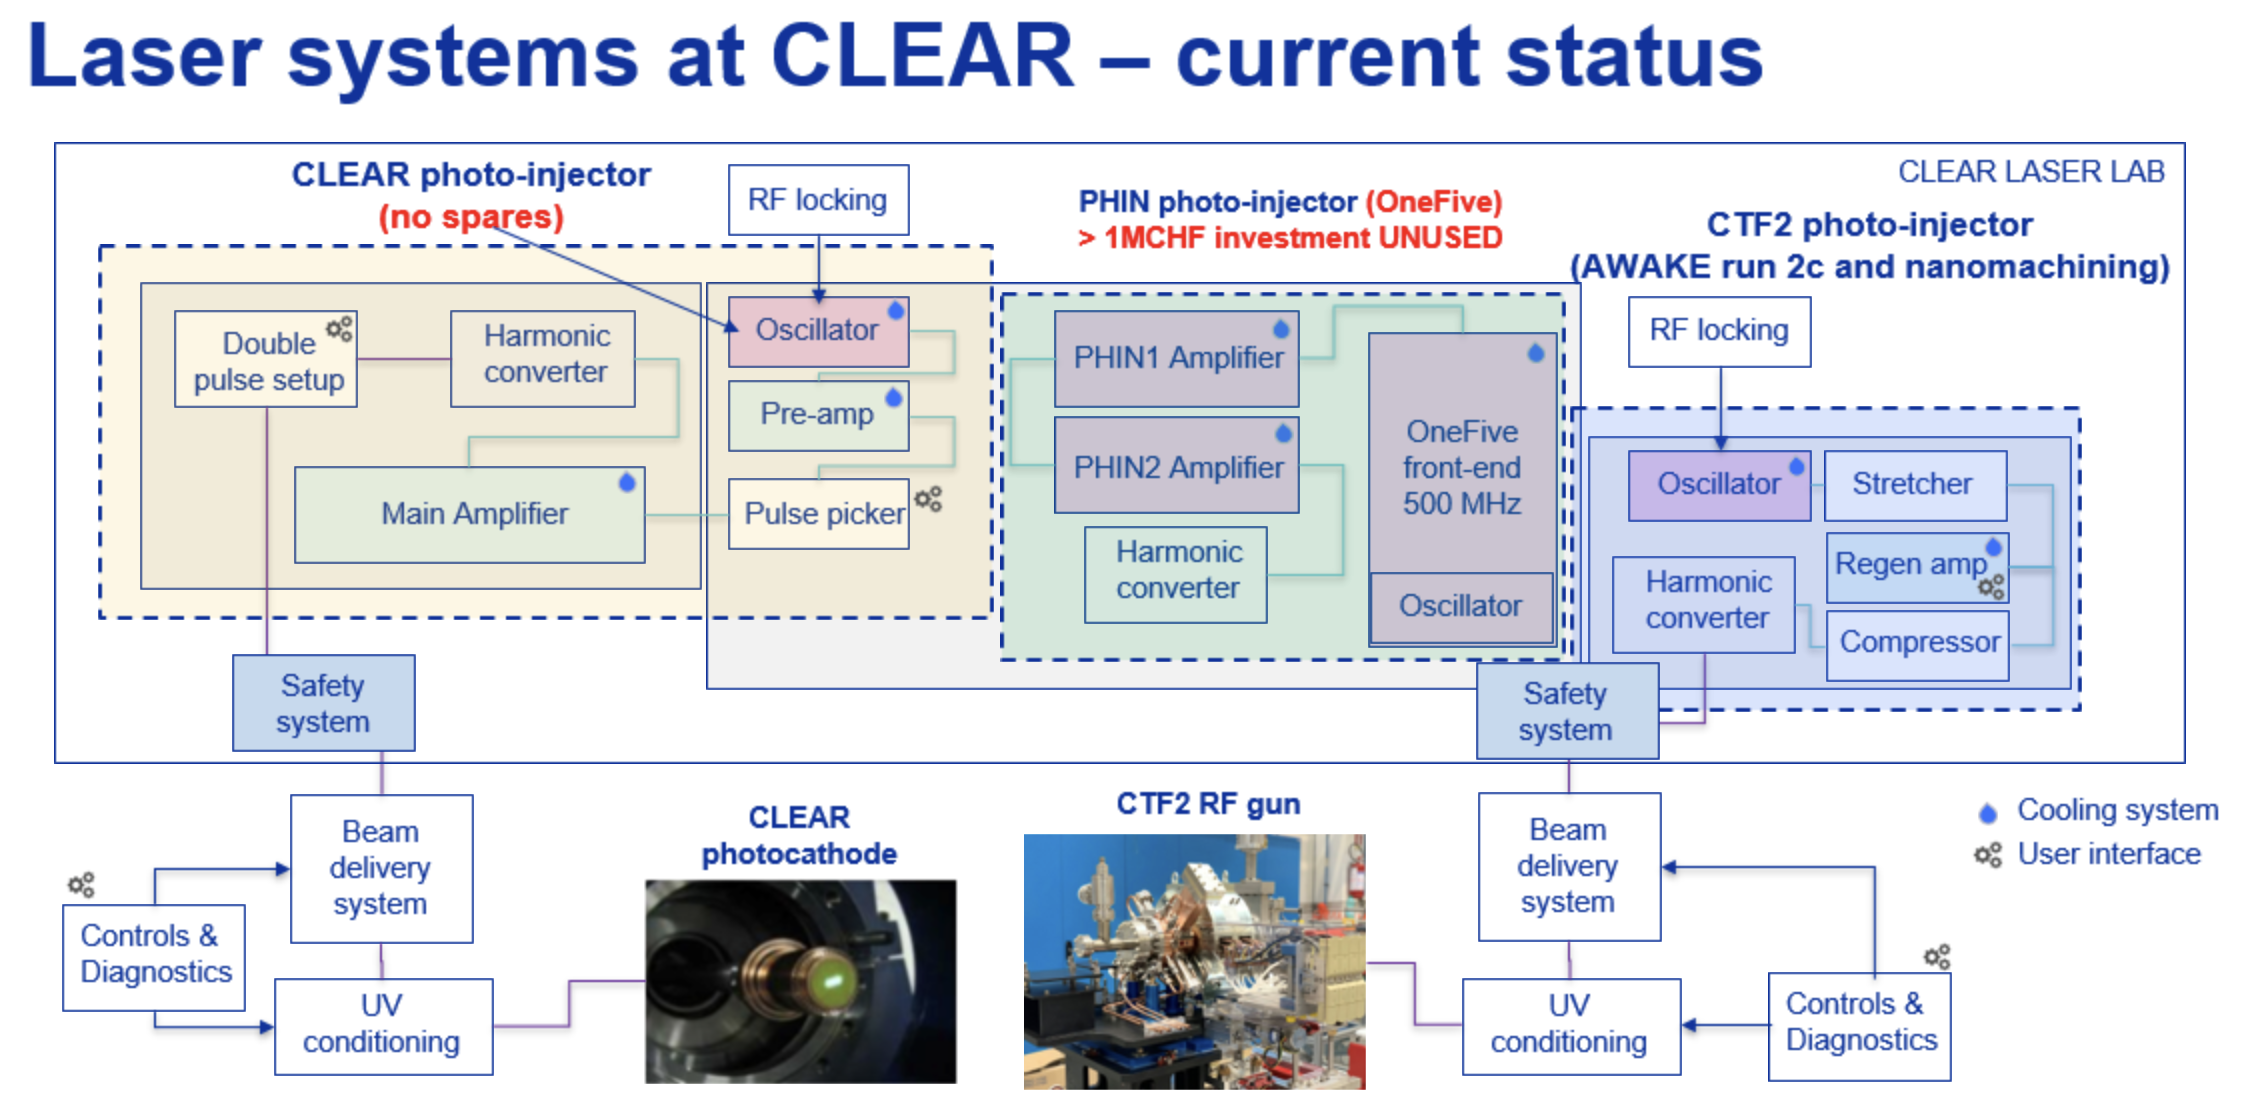 Laser systems at CLEAR – current status
CLEAR LASER LAB
CLEAR photo-injector
(no spares)
RF locking
PHIN photo-injector (OneFive)
> 1MCHF investment UNUSED
CTF2 photo-injector
(AWAKE run 2c and nanomachining)
RF locking
Double
pulse setup
Harmonic
converter
Oscillator
Pre-amp
Main Amplifier
Pulse picker
PHIN1 Amplifier
PHIN2 Amplifier
Harmonic
converter
OneFive
front-end
500 MHz
Oscillator
Oscillator
Stretcher
Regen amp
Harmonic
converter
Compressor
Safety
system
Safety
system
Beam
delivery
system
Controls &
Diagnostics
UV
conditioning
CLEAR
photocathode
CTF2 RF gun
Beam
delivery
system
UV
conditioning
Controls &
Diagnostics
Cooling system
User interface